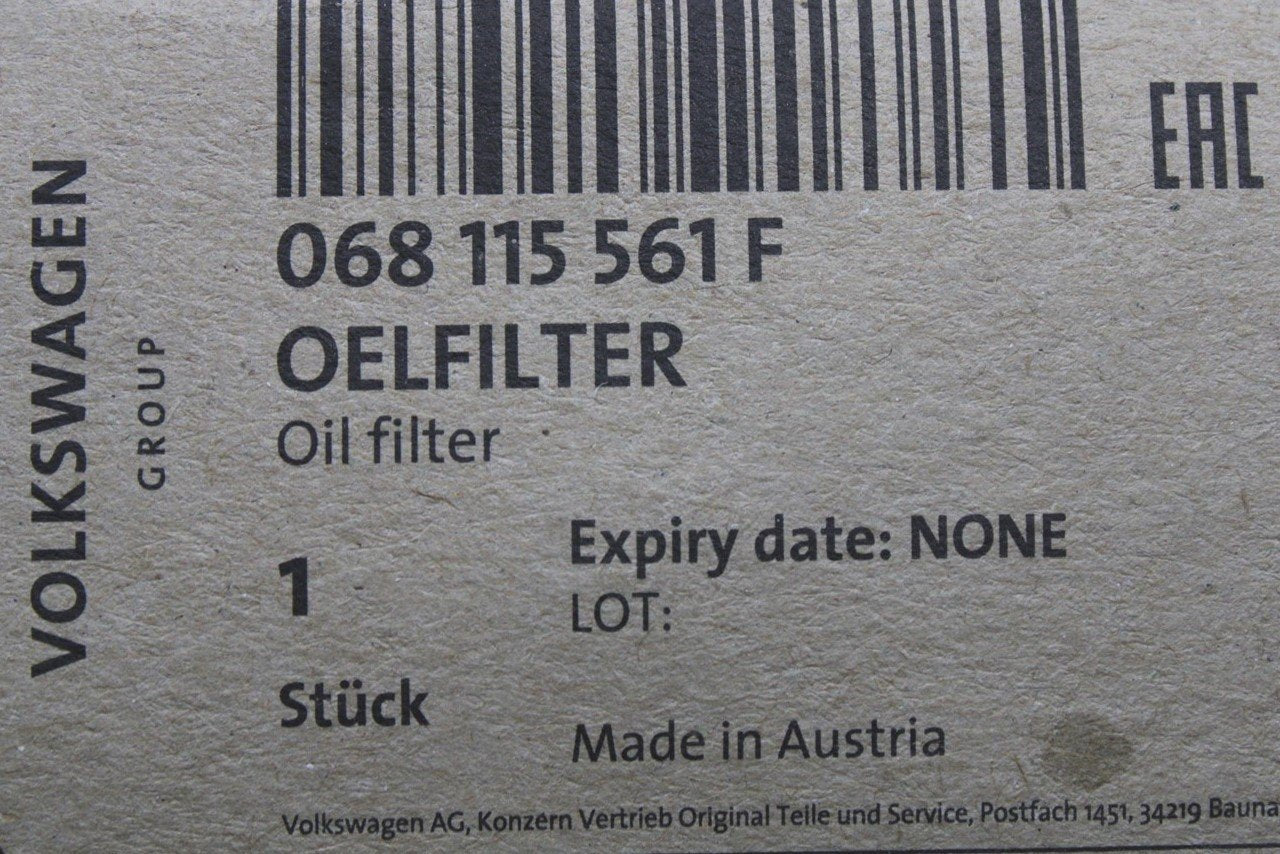 VOLKSWAGEN
GROUP
EAC
068 115 561 F
OELFILTER
Oil filter
1
Stück
Expiry date: NONE
LOT:
Made in Austria
Volkswagen AG, Konzern Vertrieb Original Teile und Service, Postfach 1451, 34219 Bauna